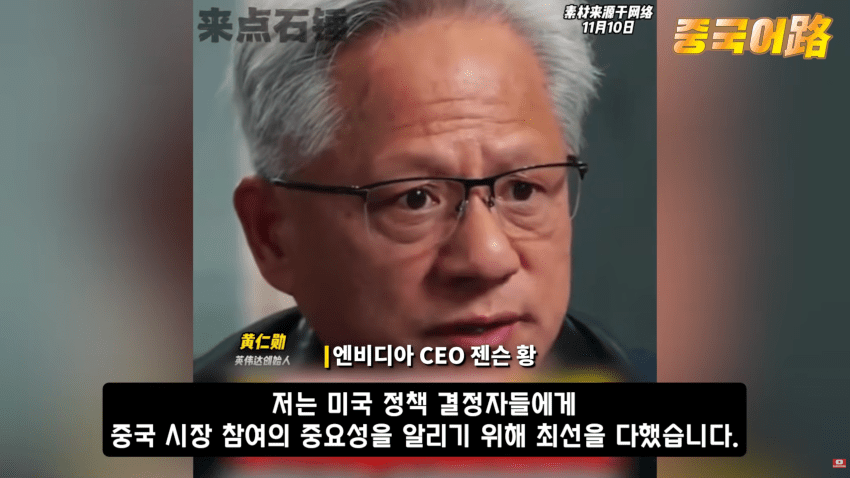 来点石锤
素材来源于网络
11月10日
중국어路
黄仁勋
英伟达创始人
엔비디아 CEO 젠슨 황
저는 미국 정책 결정자들에게
중국 시장 참여의 중요성을 알리기 위해 최선을 다했습니다.